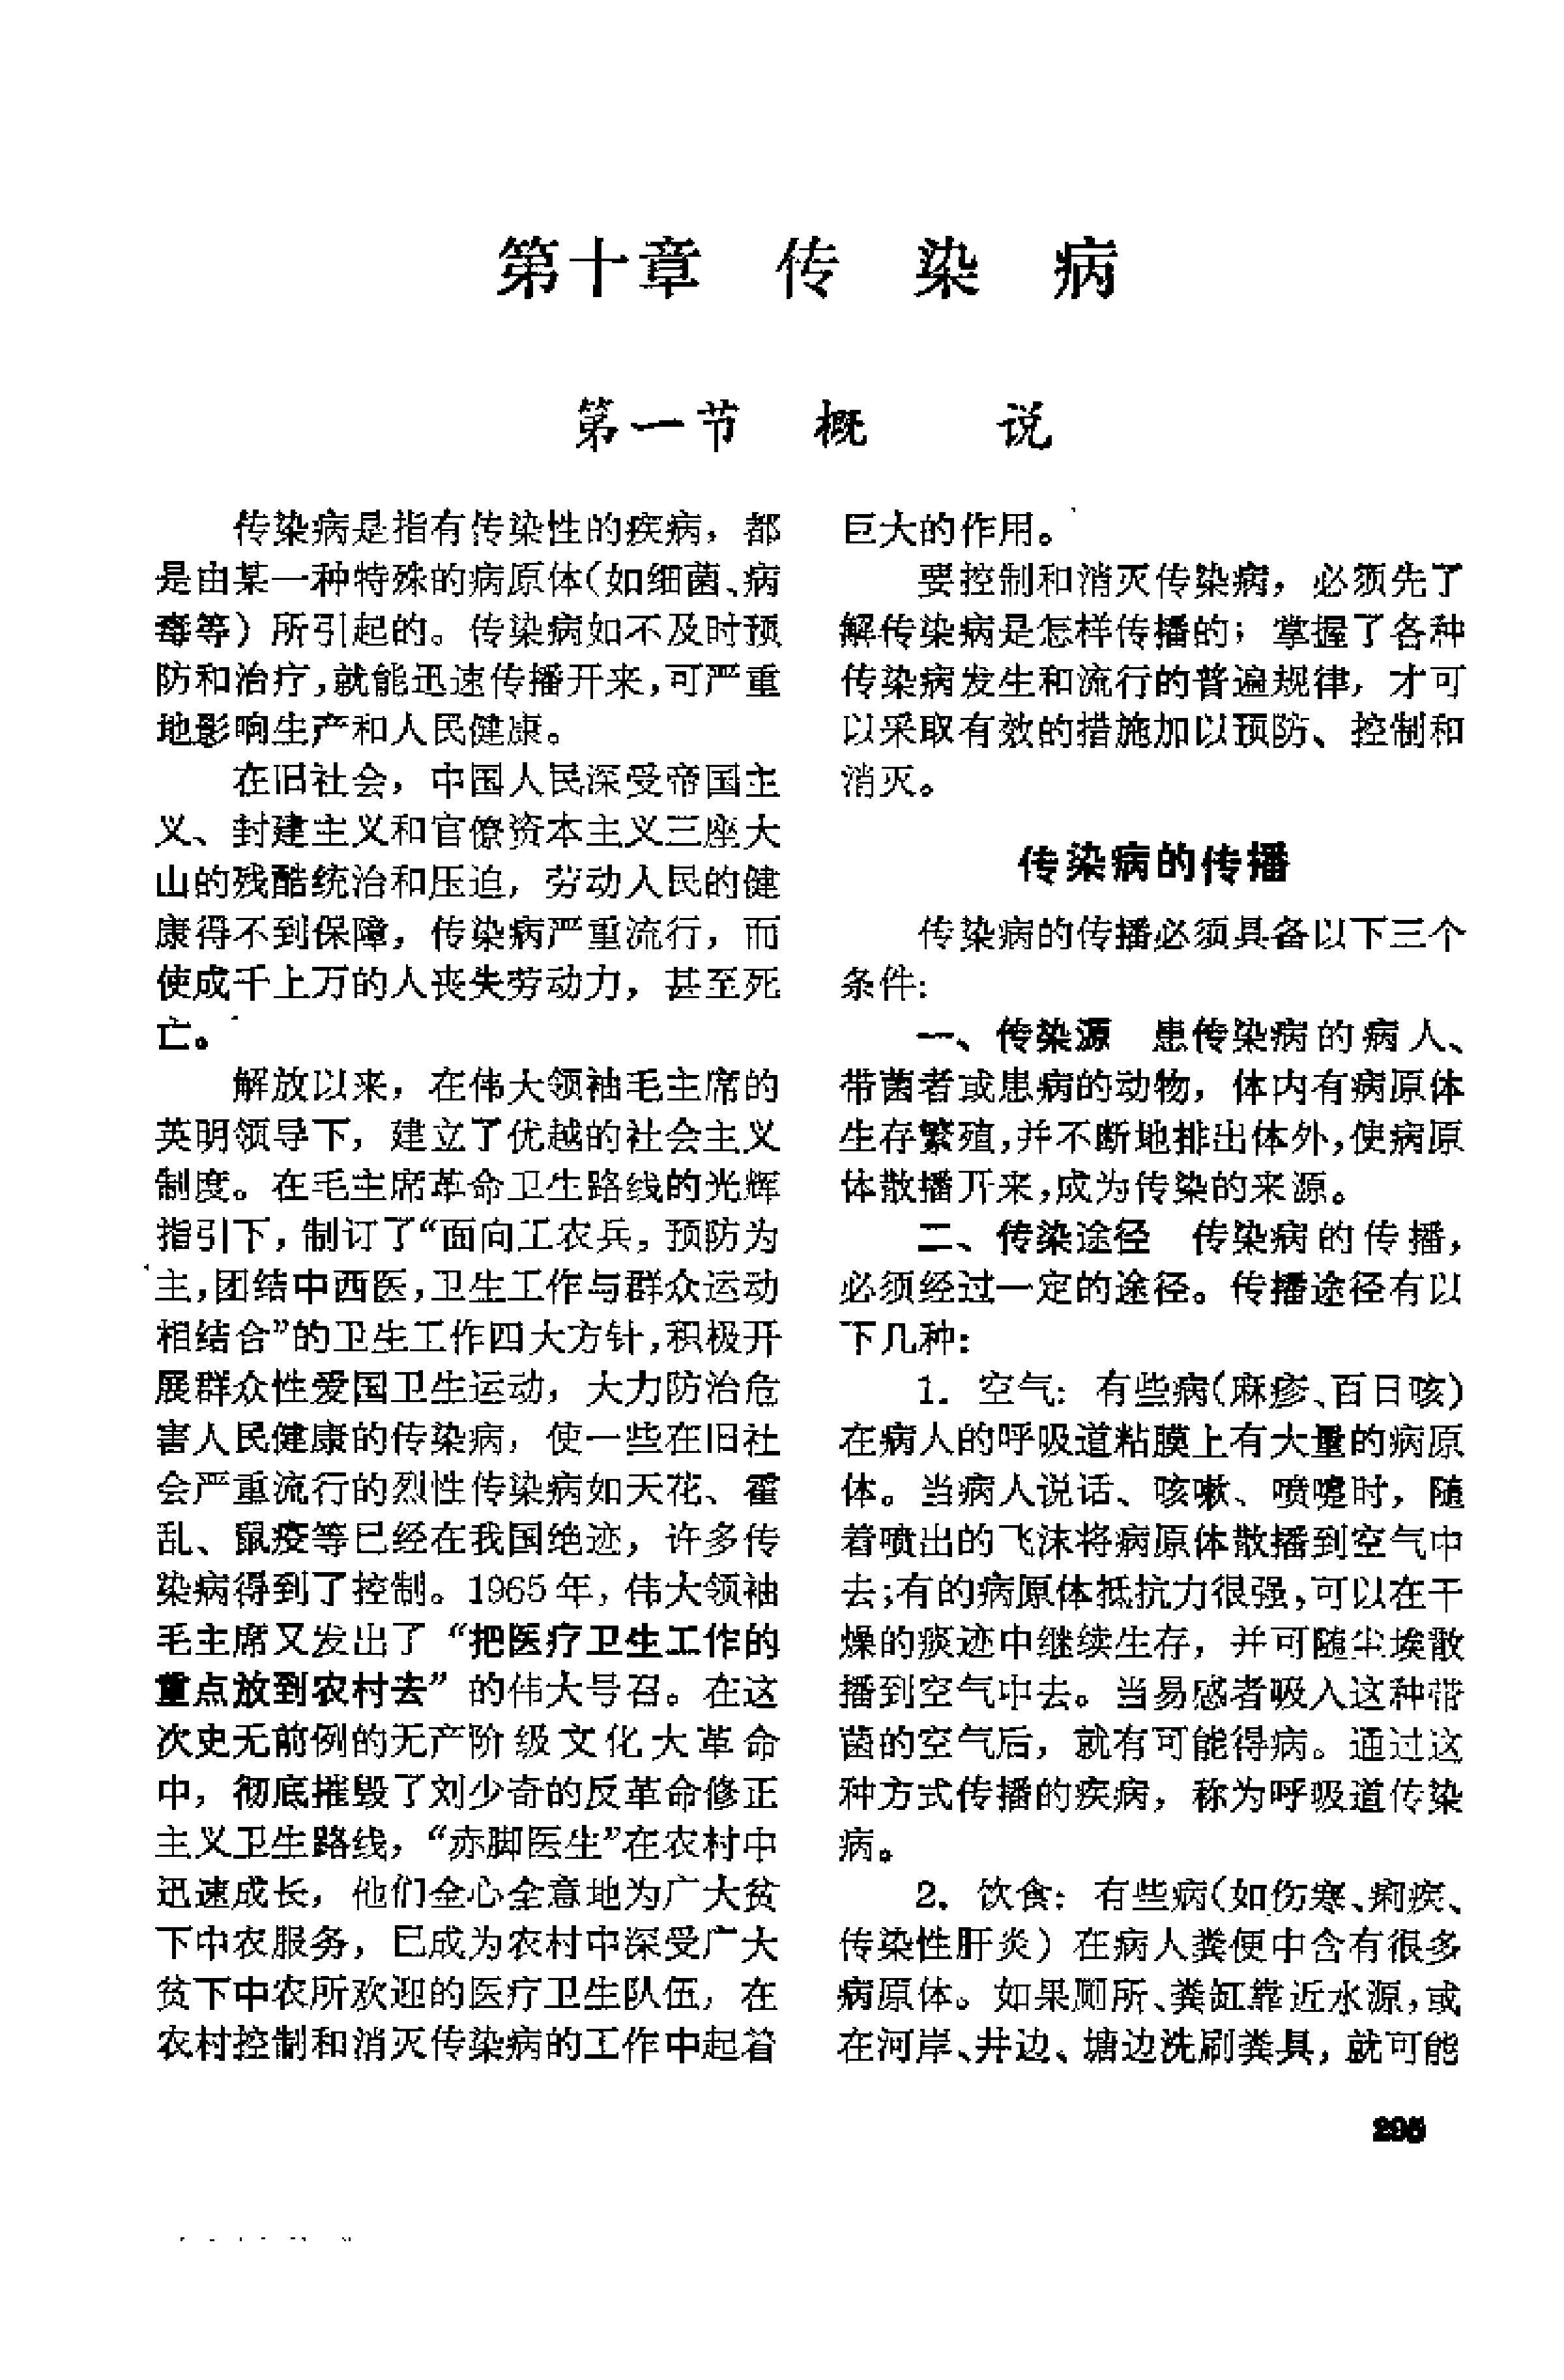 第十章　传　染　病
第一节　概　　说
传染病是指有传染性的疾病，都
是由某一种特殊的病原体(如细菌、病
毒等）所引起的。传染病如不及时预
防和治疗,就能迅速传播开来,可严重
地影响生产和人民健康。
在旧社会，中国人民深受帝国主
义、封建主义和官僚资本主义三座大
山的残酷统治和压迫，劳动人民的健
康得不到保障，传染病严重流行，而
使成千上万的人丧失劳动力，甚至死
亡。
解放以来，在伟大领袖毛主席的
英明领导下，建立了优越的社会主义
制度。在毛主席革命卫生路线的光辉
指引下，制订了“面向工农兵，预防为
主,团结中西医,卫生工作与群众运动
相结合”的卫生工作四大方针,积极开
展群众性爱国卫生运动，大力防治危
害人民健康的传染病，使一些在旧社
会严重流行的烈性传染病如天花、霍
乱、鼠疫等已经在我国绝迹，许多传
染病得到了控制。1965年，伟大领袖
毛主席又发出了“把医疗卫生工作的
重点放到农村去”的伟大号召。在这
次史无前例的无产阶级文化大革命
中，彻底摧毁了刘少奇的反革命修正
主义卫生路线，“赤脚医生”在农村中
迅速成长，他们全心全意地为广大贫
下中农服务，已成为农村中深受广大
贫下中农所欢迎的医疗卫生队伍，在
农村控制和消灭传染病的工作中起着
巨大的作用。
要控制和消灭传染病，必须先了
解传染病是怎样传播的；掌握了各种
传染病发生和流行的普遍规律，才可
以采取有效的措施加以预防、控制和
消灭。
传染病的传播
传染病的传播必须具备以下三个
条件:
一、传染源　患传染病的病人、
带菌者或患病的动物，体内有病原体
生存繁殖,并不断地排出体外,使病原
体散播开来,成为传染的来源。
二、传染途径　传染病的传播,
必须经过一定的途径。传播途径有以
下几种:
1. 空气：有些病(麻疹、百日咳)
在病人的呼吸道粘膜上有大量的病原
体。当病人说话、咳嗽、喷嚏时，随
着喷出的飞沫将病原体散播到空气中
去;有的病原体抵抗力很强,可以在干
燥的痰迹中继续生存，并可随尘埃散
播到空气中去。当易感者吸入这种带
菌的空气后，就有可能得病。通过这
种方式传播的疾病，称为呼吸道传染
病。
2. 饮食：有些病(如伤寒、痢疾、
传染性肝炎）在病人粪便中含有很多
病原体。如果厕所、粪缸靠近水源,或
在河岸、井边、塘边洗刷粪具，就可能
295